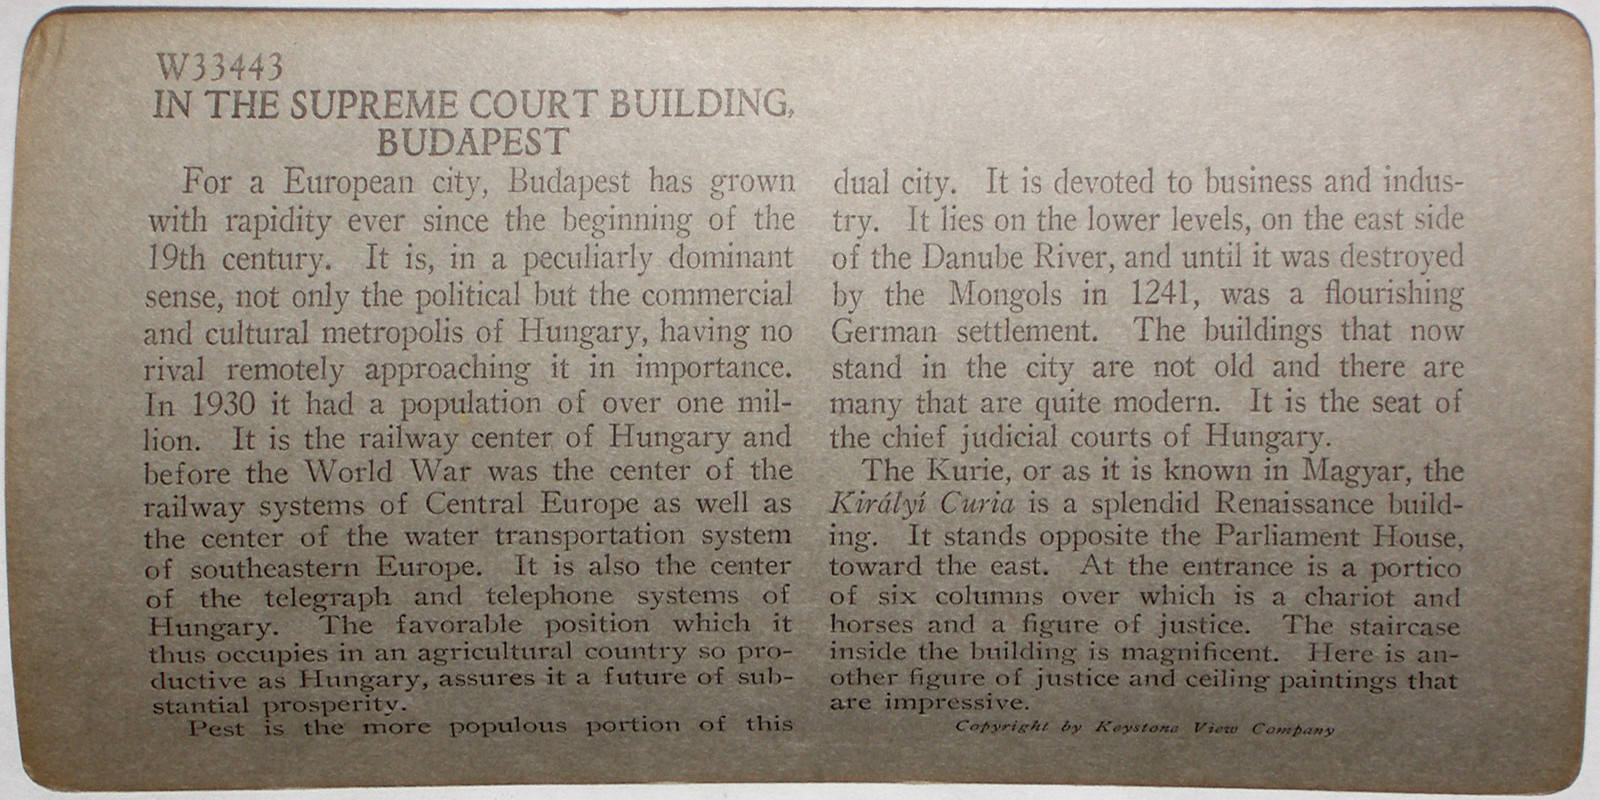 W33443
IN THE SUPREME COURT BUILDING,
BUDAPEST
For a European city, Budapest has grown
with rapidity ever since the beginning of the
19th century. It is, in a peculiarly dominant
sense, not only the political but the commercial
and cultural metropolis of Hungary, having no
rival remotely approaching it in importance.
In 1930 it had a population of over one mil-
lion. It is the railway center of Hungary and
before the World War was the center of the
railway systems of Central Europe as well as
the center of the water transportation system
of southeastern Europe. It is also the center
of the telegraph and telephone systems of
Hungary. The favorable position which it
thus occupies in an agricultural country so pro-
ductive as Hungary, assures it a future of sub-
stantial prosperity.
Pest is the more populous portion of this
dual city. It is devoted to business and indus-
try. It lies on the lower levels, on the east side
of the Danube River, and until it was destroyed
by the Mongols in 1241, was a flourishing
German settlement. The buildings that now
stand in the city are not old and there are
many that are quite modern. It is the seat of
the chief judicial courts of Hungary.
The Kurie, or as it is known in Magyar, the
Királyí Curia is a splendid Renaissance build-
ing. It stands opposite the Parliament House,
toward the east. At the entrance is a portico
of six columns over which is a chariot and
horses and a figure of justice. The staircase
inside the building is magnificent. Here is an-
other figure of justice and ceiling paintings that
are impressive.
Copyright by Keystone View Company